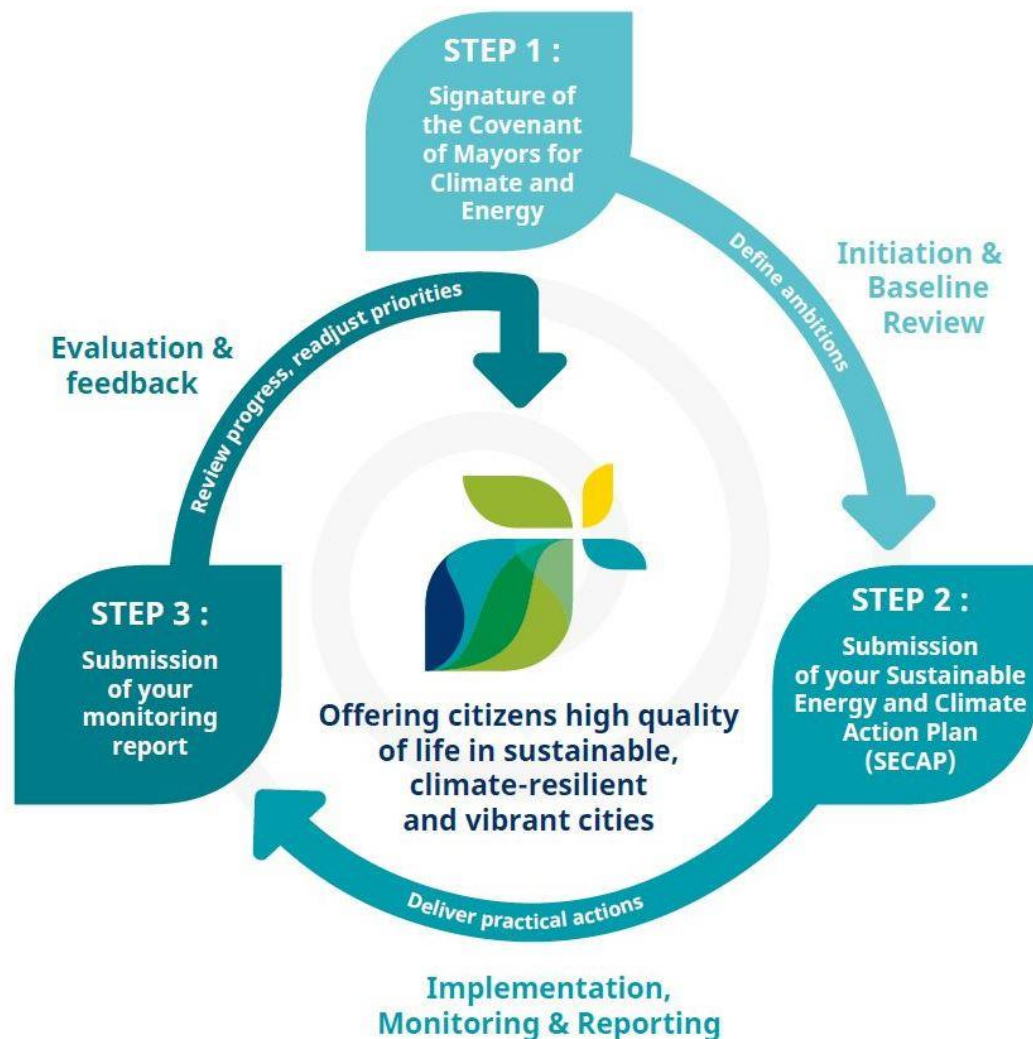 STEP 1 :
Signature of
the Covenant
of Mayors for
Climate and
Energy
Define ambitions
Initiation &
Baseline
Review
STEP 2 :
Submission
of your Sustainable
Energy and Climate
Action Plan
(SECAP)
Deliver practical actions
Implementation,
Monitoring & Reporting
STEP 3 :
Submission
of your
monitoring
report
Review progress, readjust priorities
Evaluation &
feedback
Offering citizens high quality
of life in sustainable,
climate-resilient
and vibrant cities